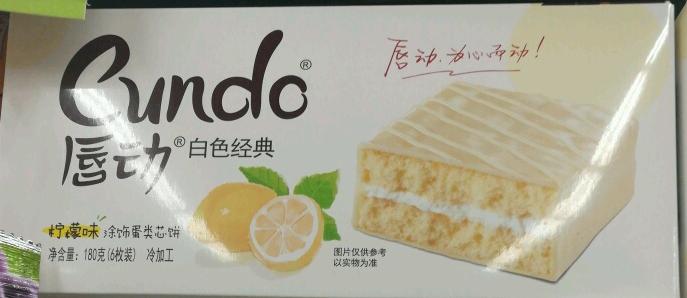 Cundo®
唇动,为心而动!
唇动®白色经典
柠檬味 涂饰蛋类芯饼
净含量: 180克(6枚装) 冷加工
图片仅供参考
以实物为准